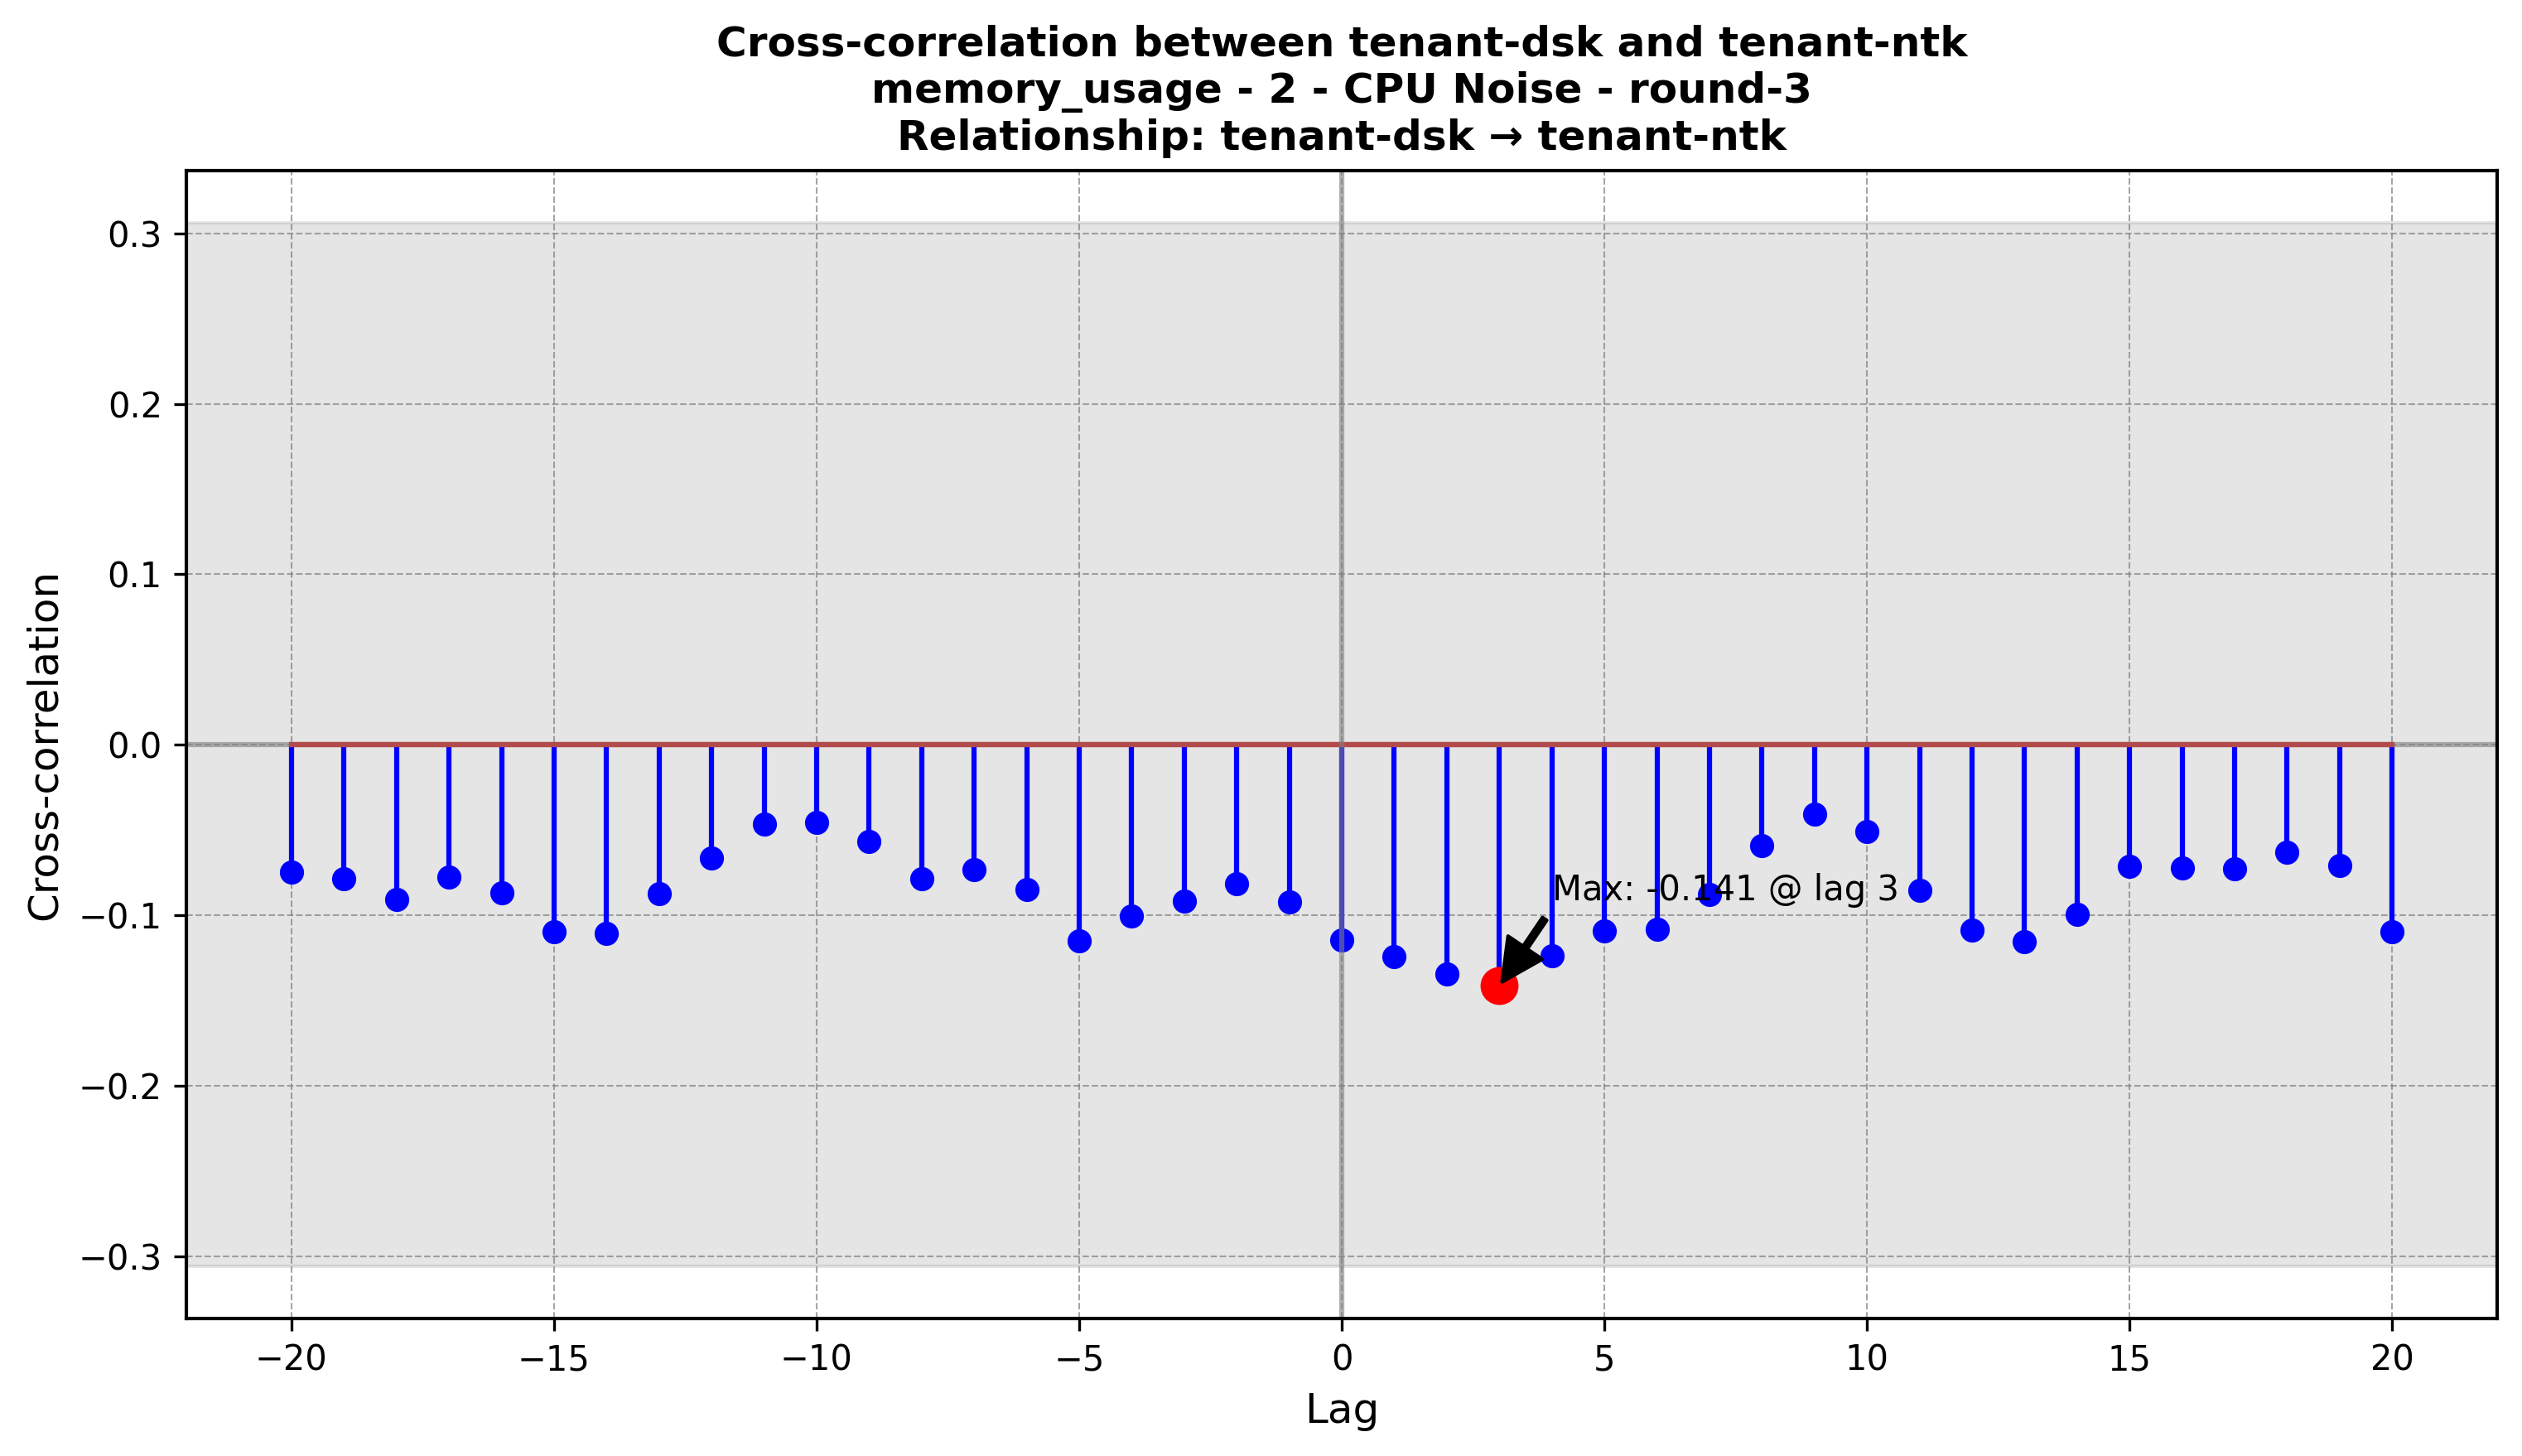 Cross-correlation between tenant-dsk and tenant-ntk
memory_usage - 2 - CPU Noise - round-3
Relationship: tenant-dsk → tenant-ntk
Cross-correlation
0.3
0.2
0.1
0.0
−0.1
−0.2
−0.3
Max: -0.141 @ lag 3
−20
−15
−10
−5
0
5
10
15
20
Lag